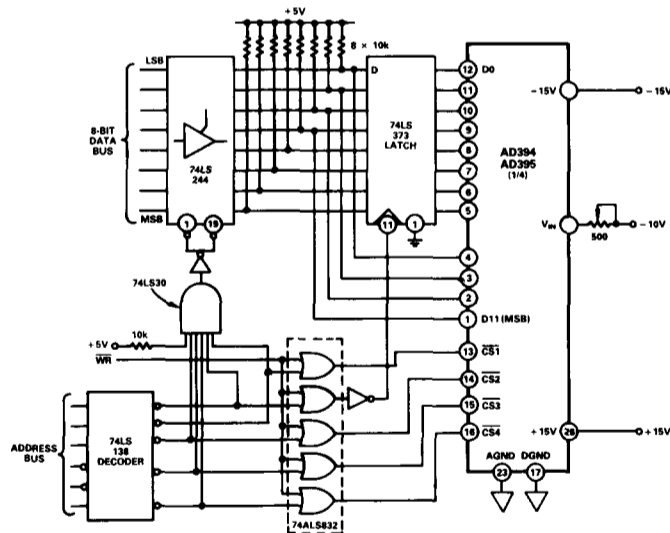 +5V
8 × 10k
LSB
8-BIT
DATA
BUS
MSB
74LS
244
1
19
D
74LS
373
LATCH
11
1
12
D0
11
10
9
8
7
6
5
4
3
2
1
D11 (MSB)
13
CS1
14
CS2
15
CS3
16
CS4
AD394
AD395
(1/4)
-15V
-15V
VIN
500
-10V
+15V
26
+15V
AGND
DGND
23
17
74LS30
+5V
10k
WR
ADDRESS
BUS
74LS
138
DECODER
74ALS832